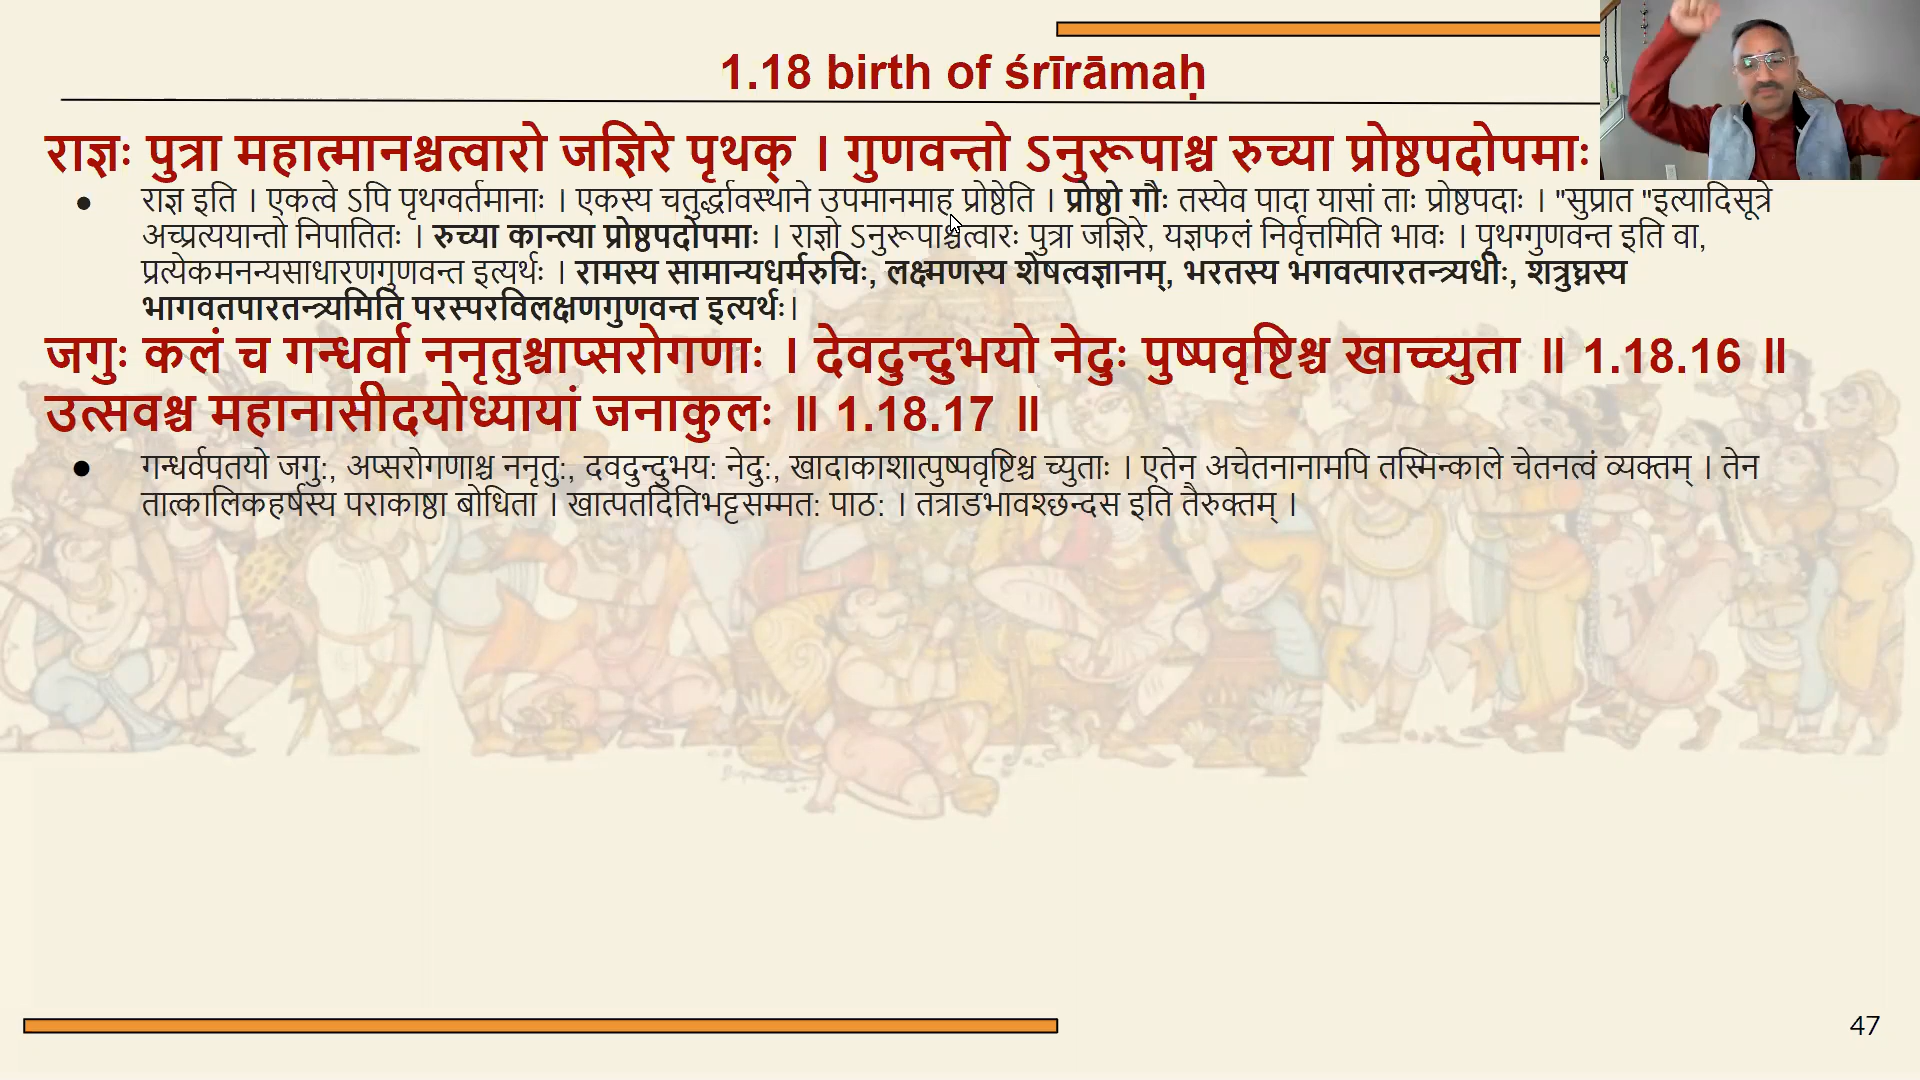 1.18 birth of śrīrāmaḥ
राज्ञः पुत्रा महात्मानश्चत्वारो जज्ञिरे पृथक् । गुणवन्तो ऽनुरूपाश्च रुच्या प्रोष्ठपदोपमाः
● राज्ञ इति । एकत्वे ऽपि पृथग्वर्तमानाः । एकस्य चतुर्द्धावस्थाने उपमानमाह प्रोष्ठेति । प्रोष्ठो गौः तस्येव पादा यासां ताः प्रोष्ठपदाः । "सुप्रात "इत्यादिसूत्रे
अच्प्रत्ययान्तो निपातितः । रुच्या कान्त्या प्रोष्ठपदोपमाः । राज्ञो ऽनुरूपाश्चत्वारः पुत्रा जज्ञिरे, यज्ञफलं निर्वृत्तमिति भावः । पृथग्गुणवन्त इति वा,
प्रत्येकमनन्यसाधारणगुणवन्त इत्यर्थः । रामस्य सामान्यधर्मरुचिः, लक्ष्मणस्य शेषत्वज्ञानम्, भरतस्य भगवत्पारतन्त्र्यधीः, शत्रुघ्नस्य
भागवतपारतन्त्र्यमिति परस्परविलक्षणगुणवन्त इत्यर्थः।
जगुः कलं च गन्धर्वा ननृतुश्चाप्सरोगणाः । देवदुन्दुभयो नेदुः पुष्पवृष्टिश्च खाच्च्युता ॥ 1.18.16 ॥
उत्सवश्च महानासीदयोध्यायां जनाकुलः ॥ 1.18.17 ॥
● गन्धर्वपतयो जगु:, अप्सरोगणाश्च ननृतु:, दवदुन्दुभय: नेदु:, खादाकाशात्पुष्पवृष्टिश्च च्युताः । एतेन अचेतनानामपि तस्मिन्काले चेतनत्वं व्यक्तम् । तेन
तात्कालिकहर्षस्य पराकाष्ठा बोधिता । खात्पतदितिभट्टसम्मत: पाठ: । तत्राडभावश्छन्दस इति तैरुक्तम् ।
47